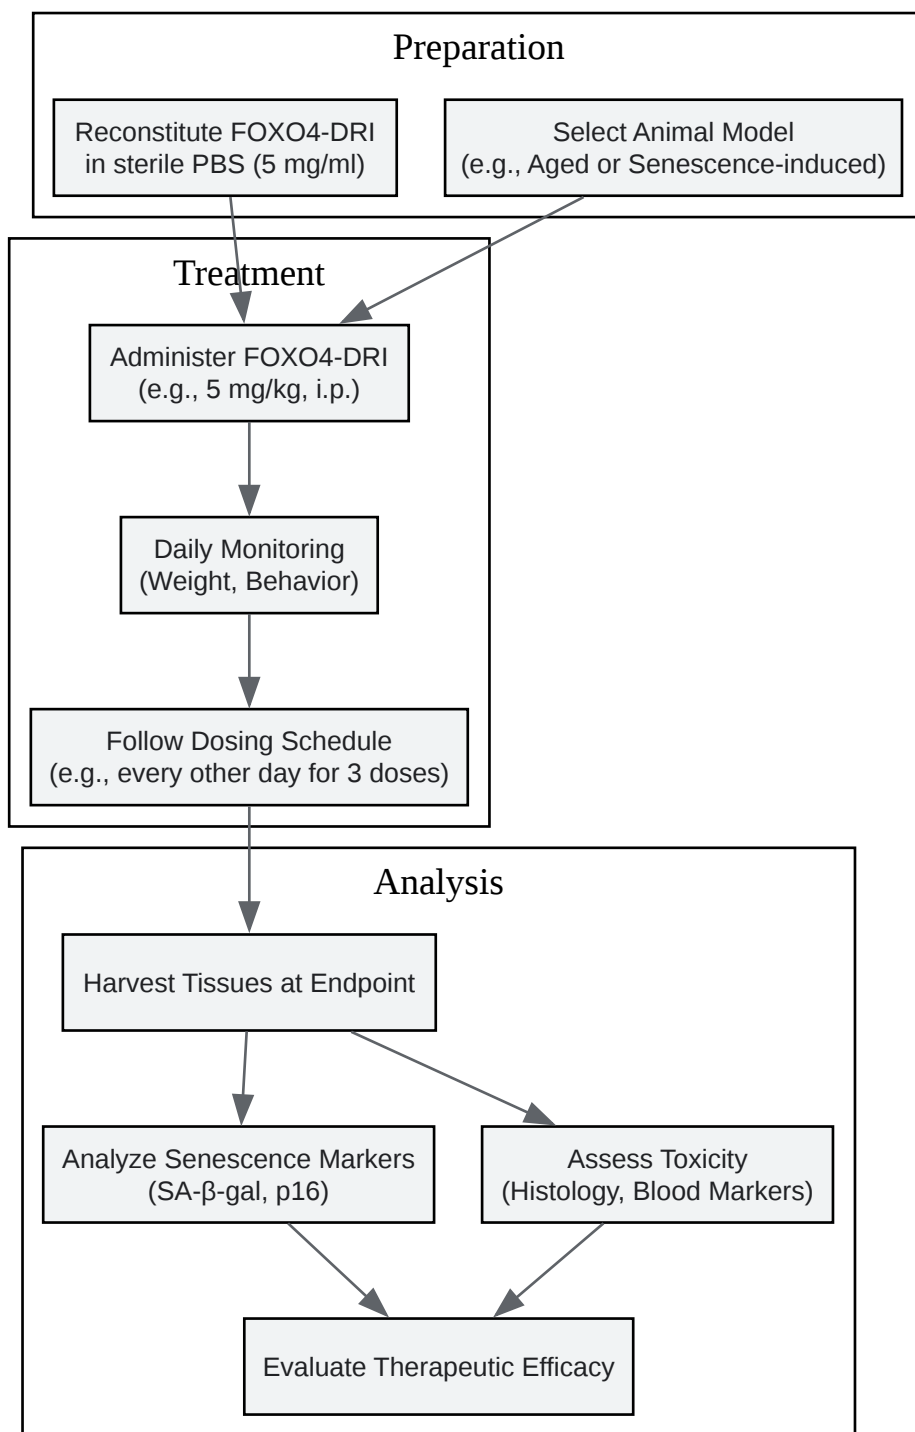 Preparation
Reconstitute FOXO4-DRI
in sterile PBS (5 mg/ml)
Select Animal Model
(e.g., Aged or Senescence-induced)
Treatment
Administer FOXO4-DRI
(e.g., 5 mg/kg, i.p.)
Daily Monitoring
(Weight, Behavior)
Follow Dosing Schedule
(e.g., every other day for 3 doses)
Analysis
Harvest Tissues at Endpoint
Analyze Senescence Markers
(SA-β-gal, p16)
Assess Toxicity
(Histology, Blood Markers)
Evaluate Therapeutic Efficacy